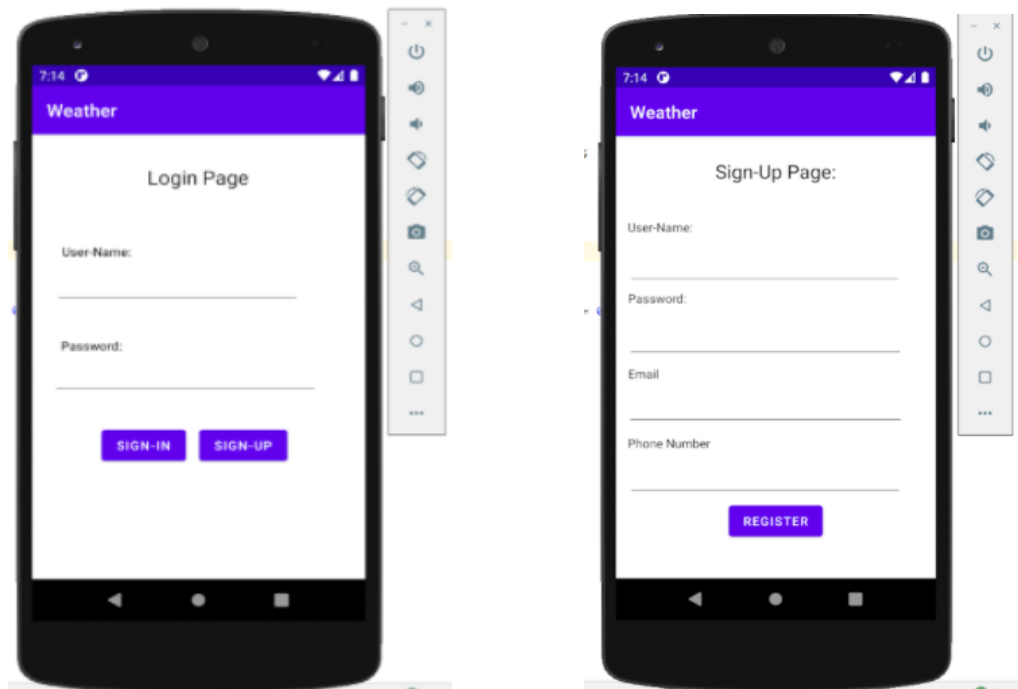 7:14
Weather
Login Page
User-Name:
Password:
SIGN-IN SIGN-UP
7:14
Weather
Sign-Up Page:
User-Name:
Password:
Email
Phone Number
REGISTER